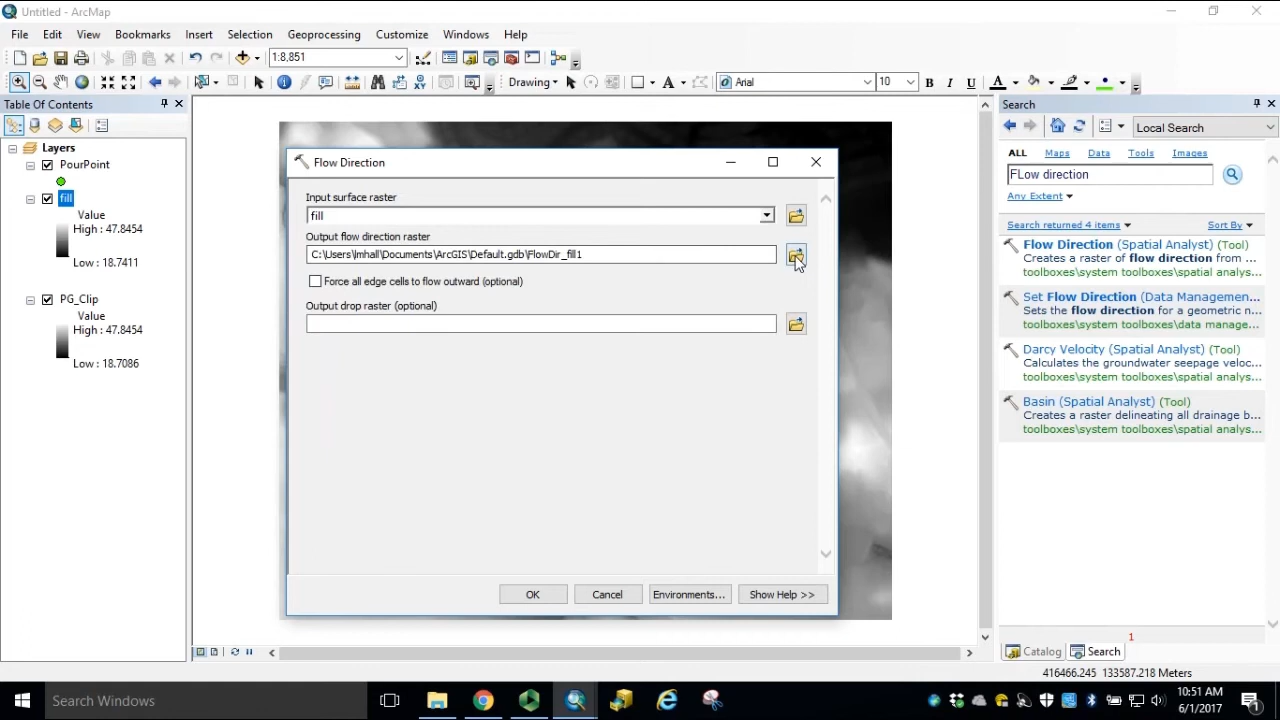 Untitled - ArcMap
File Edit View Bookmarks Insert Selection Geoprocessing Customize Windows Help
1:8,851
Drawing Arial 10 B I U A
Table Of Contents
Layers
PourPoint
fill
Value
High : 47.8454
Low : 18.7411
PG_Clip
Value
High : 47.8454
Low : 18.7086
Flow Direction
Input surface raster
fill
Output flow direction raster
C:\Users\lmhall\Documents\ArcGIS\Default.gdb\FlowDir_fill1
Force all edge cells to flow outward (optional)
Output drop raster (optional)
OK Cancel Environments... Show Help >>
Search
Local Search
ALL Maps Data Tools Images
FLow direction
Any Extent
Search returned 4 items Sort By
Flow Direction (Spatial Analyst) (Tool)
Creates a raster of flow direction from ...
toolboxes\system toolboxes\spatial analys...
Set Flow Direction (Data Managemen...
Sets the flow direction for a geometric n...
toolboxes\system toolboxes\data manage...
Darcy Velocity (Spatial Analyst) (Tool)
Calculates the groundwater seepage veloc...
toolboxes\system toolboxes\spatial analys...
Basin (Spatial Analyst) (Tool)
Creates a raster delineating all drainage b...
toolboxes\system toolboxes\spatial analys...
1
Catalog Search
416466.245 133587.218 Meters
Search Windows
10:51 AM
6/1/2017